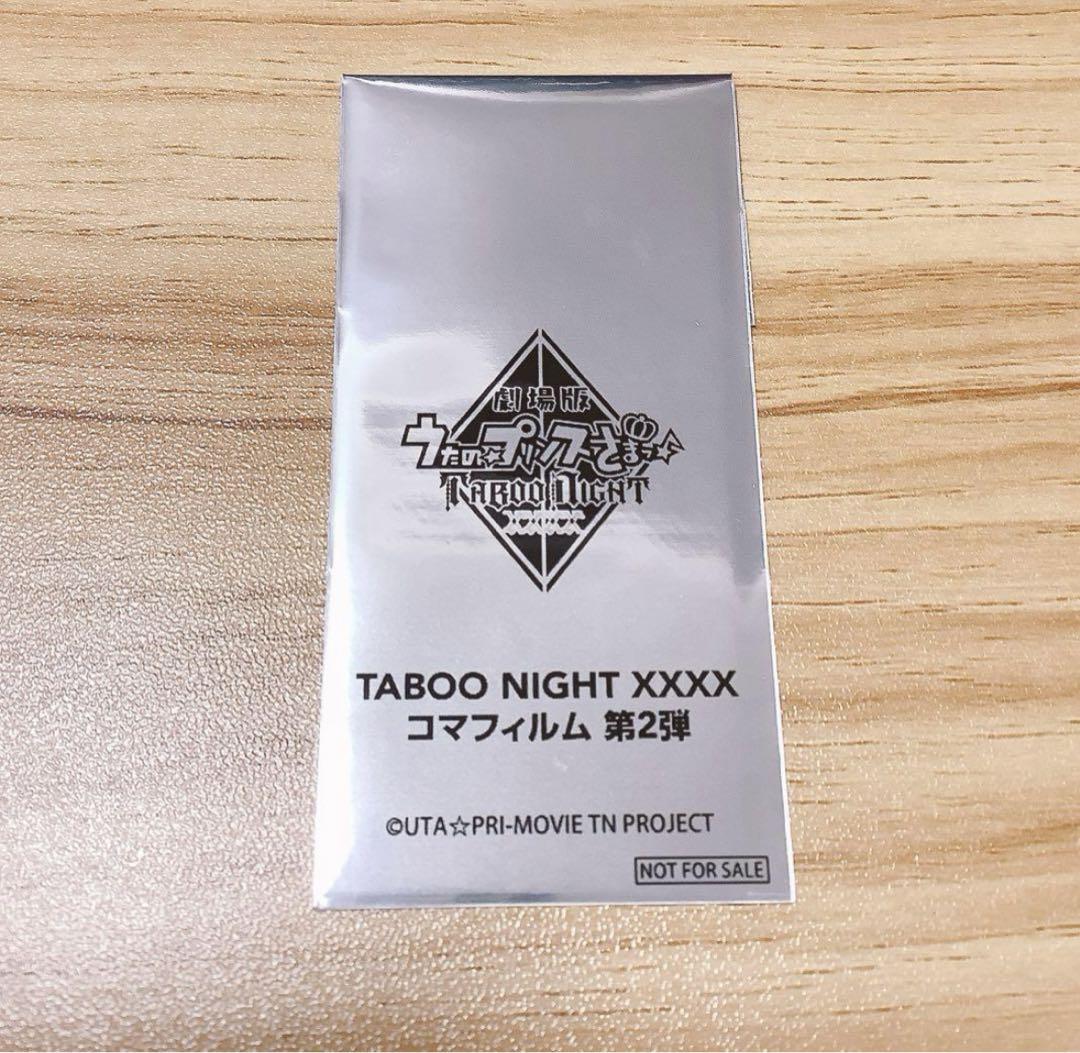 劇場版
うたの☆プリンスさまっ♪
TABOO NIGHT
XXXX
TABOO NIGHT XXXX
コマフィルム 第2弾
©UTA☆PRI-MOVIE TN PROJECT
NOT FOR SALE